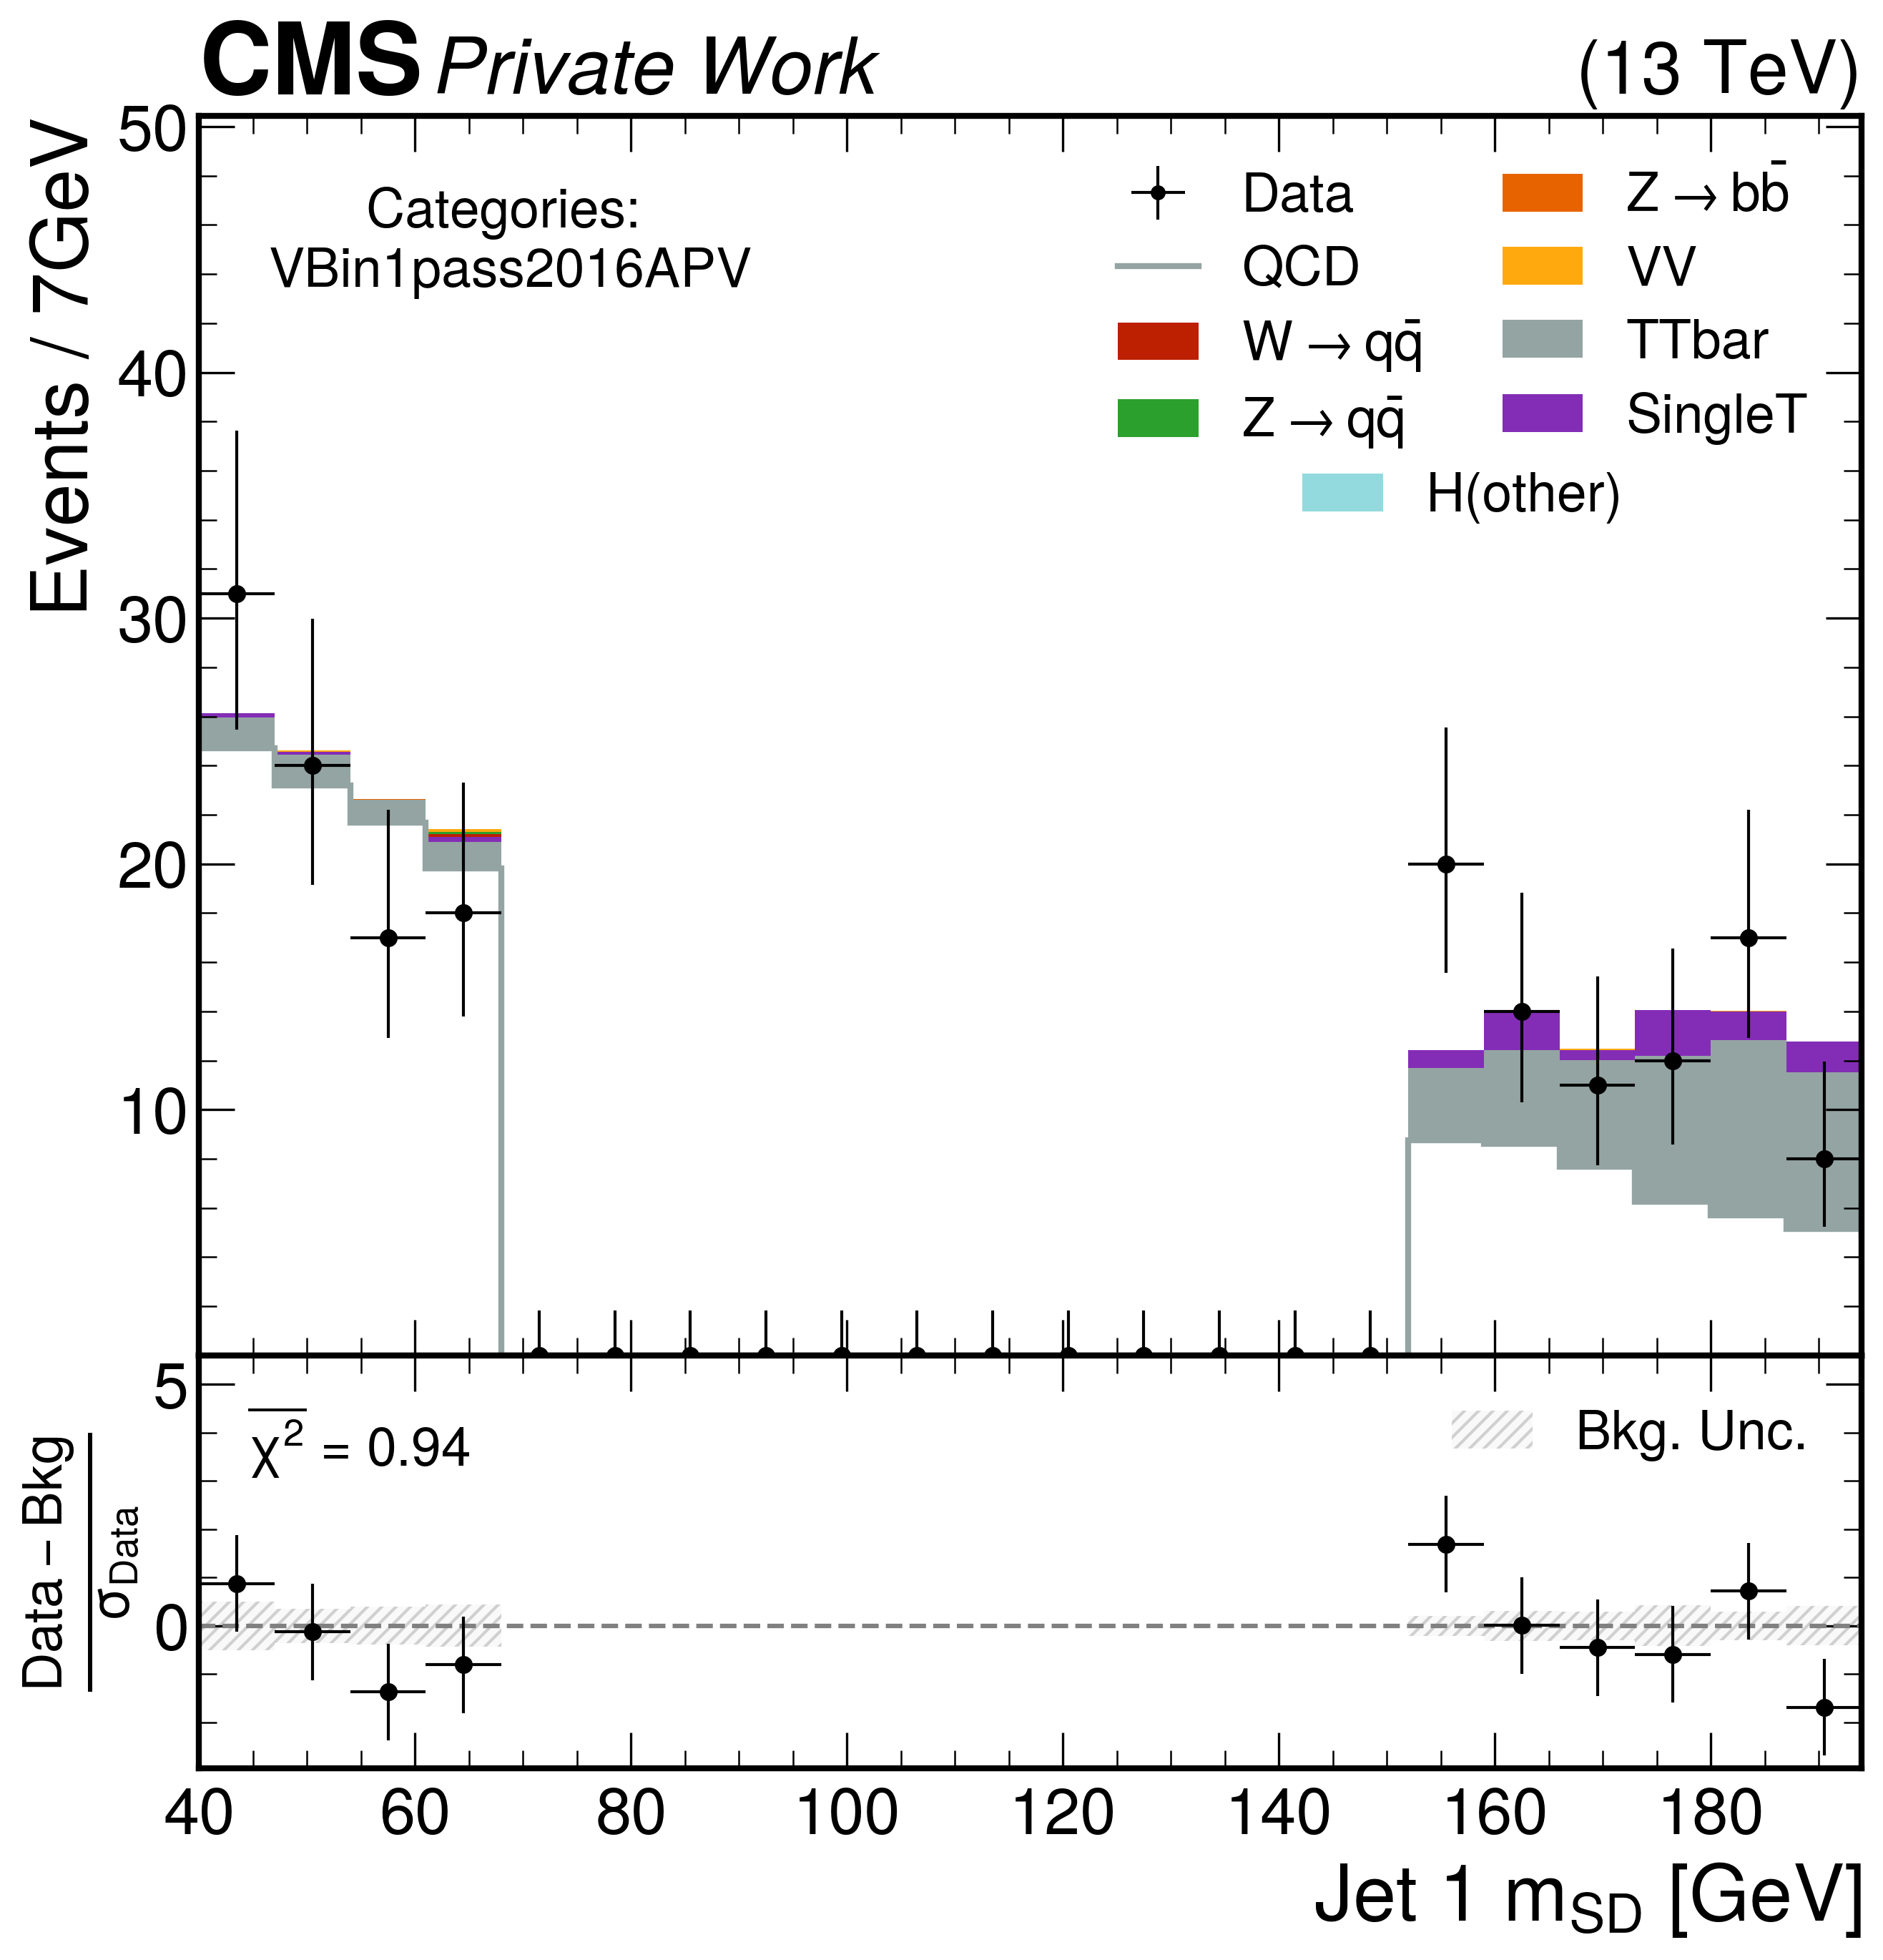 CMS Private Work (13 TeV)
Events / 7GeV
50
40
30
20
10
Categories:
VBin1pass2016APV
Data
QCD
W → qq̄
Z → qq̄
Z → bb̄
VV
TTbar
SingleT
H(other)
Data − Bkg
σData
5
0
χ² = 0.94
Bkg. Unc.
40 60 80 100 120 140 160 180
Jet 1 mSD [GeV]